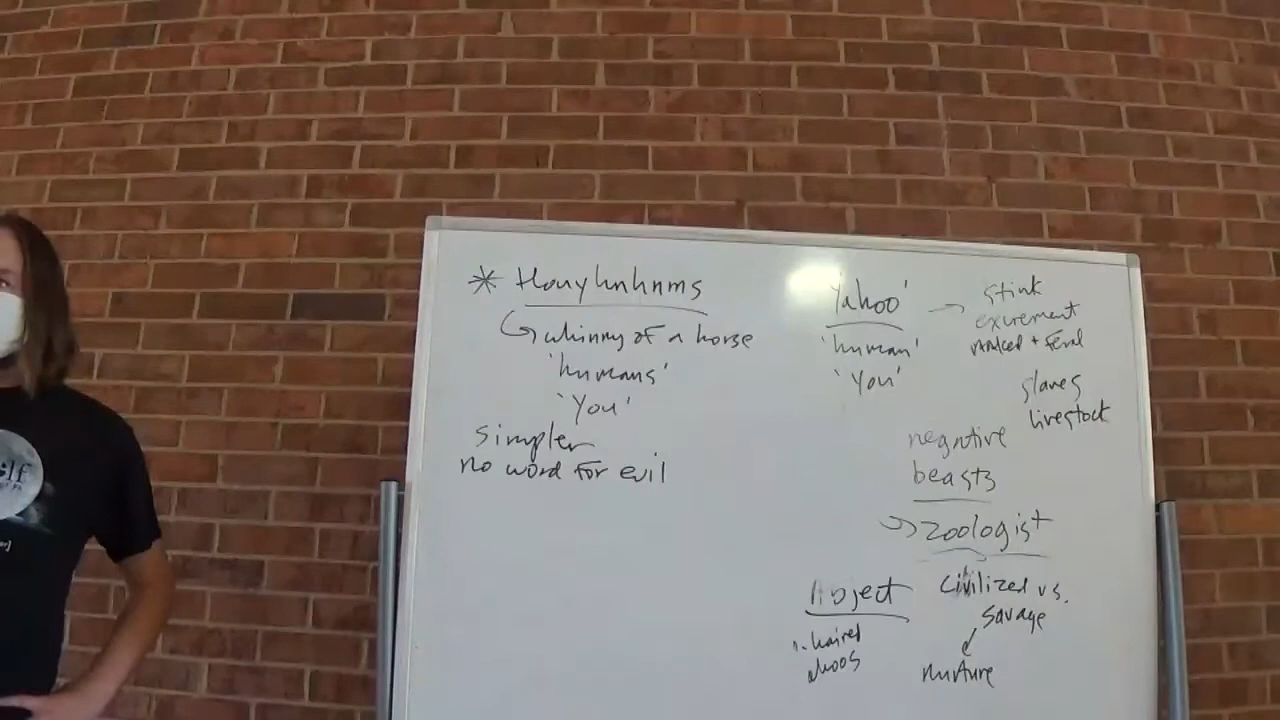 * Houyhnhnms
whinny of a horse
'humans'
'You'
simpler
no word for evil
'Yahoo'
'human'
'You'
stink
excrement
naked + feral
slaves
livestock
negative
beasts
zoologist
civilized vs.
savage
nurture
haired